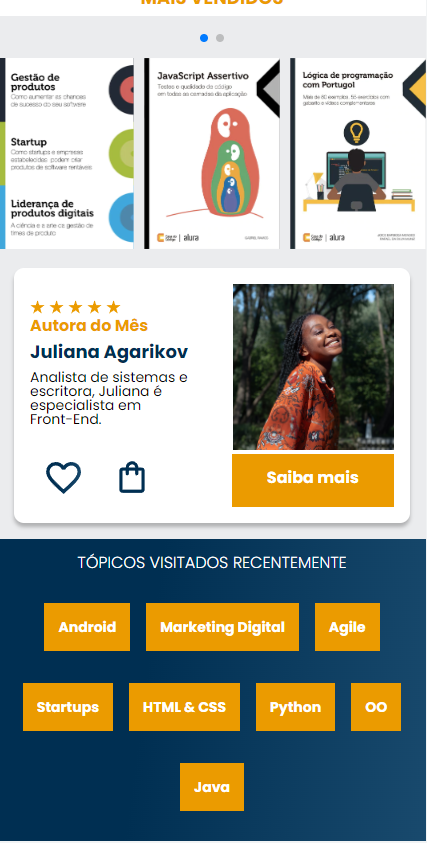 MAIS VENDIDOS
Gestão de
produtos
Como aumentar as chances
de sucesso do seu software
Startup
Como startups e empresas
estabelecidas podem criar
produtos de software rentáveis
Liderança de
produtos digitais
A ciência e a arte da gestão de
times de produto
JavaScript Assertivo
Testes e qualidade do código
em todas as camadas da aplicação
Casa do
Código | alura
Lógica de programação
com Portugol
Mais de 80 exemplos, 55 exercícios com
gabarito e vídeos complementares
Casa do
Código | alura
★★★★★
Autora do Mês
Juliana Agarikov
Analista de sistemas e
escritora, Juliana é
especialista em
Front-End.
Saiba mais
TÓPICOS VISITADOS RECENTEMENTE
Android Marketing Digital Agile
Startups HTML & CSS Python OO
Java